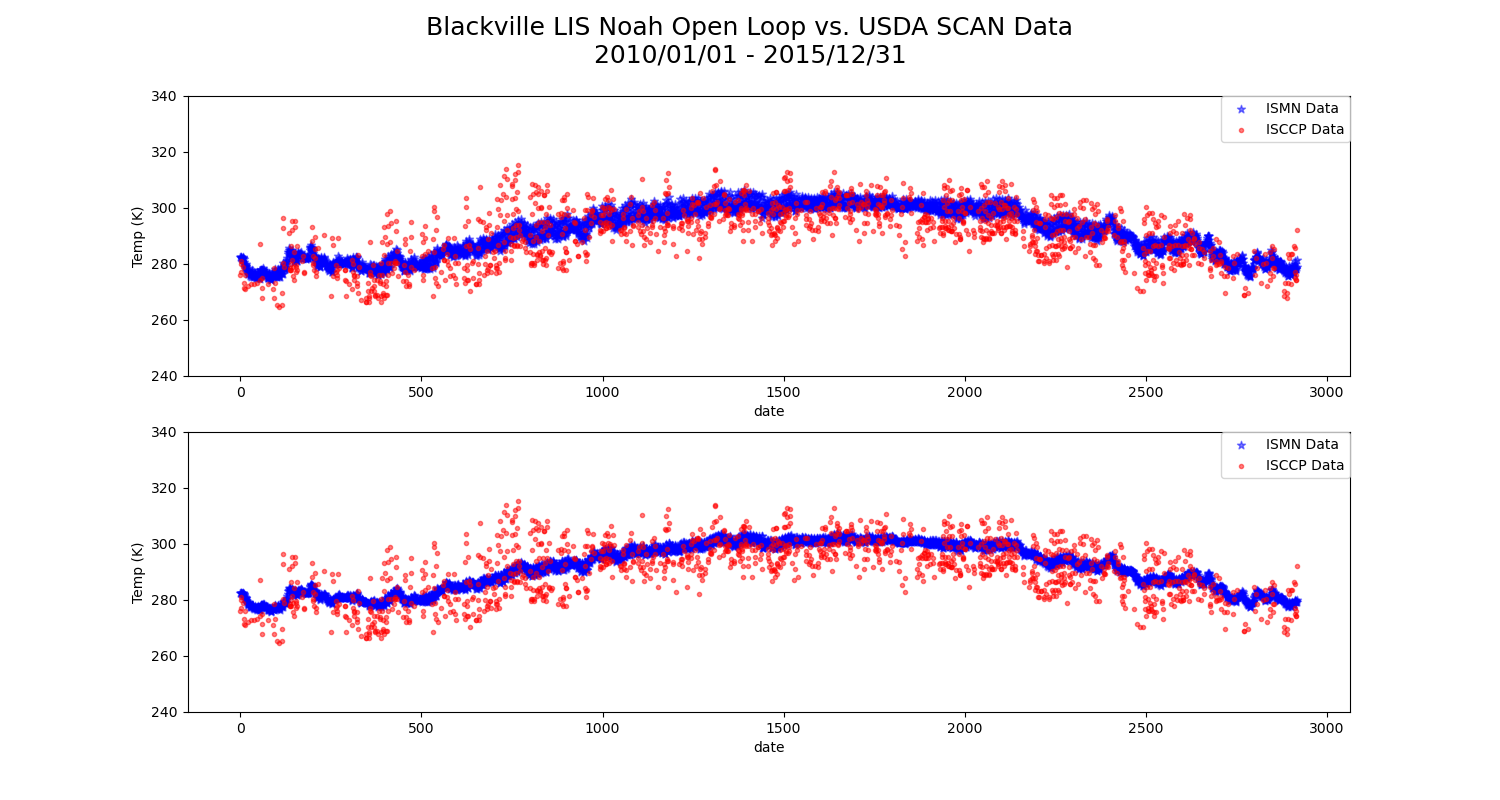 Blackville LIS Noah Open Loop vs. USDA SCAN Data
2010/01/01 - 2015/12/31
340
320
300
280
260
240
Temp (K)
ISMN Data
ISCCP Data
0 500 1000 1500 2000 2500 3000
date
340
320
300
280
260
240
Temp (K)
ISMN Data
ISCCP Data
0 500 1000 1500 2000 2500 3000
date